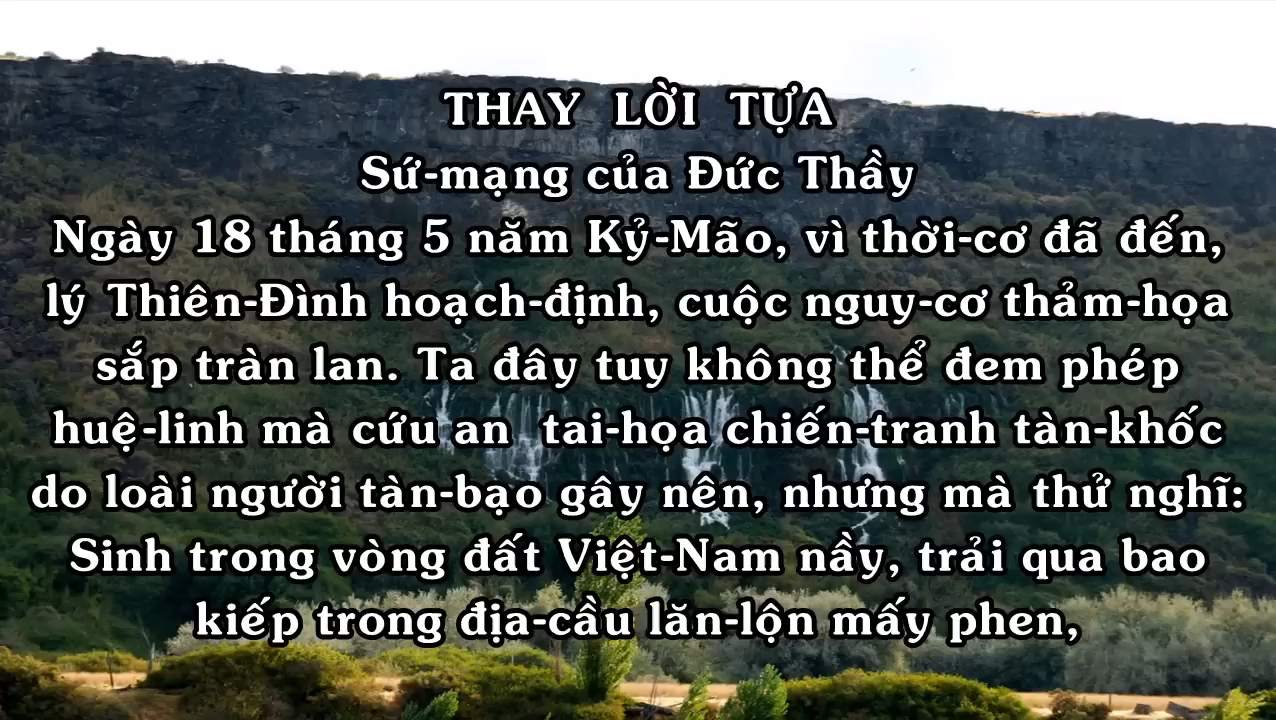 THAY LỜI TỰA
Sứ-mạng của Đức Thầy
Ngày 18 tháng 5 năm Kỷ-Mão, vì thời-cơ đã đến,
lý Thiên-Đình hoạch-định, cuộc nguy-cơ thảm-họa
sắp tràn lan. Ta đây tuy không thể đem phép
huệ-linh mà cứu an tai-họa chiến-tranh tàn-khốc
do loài người tàn-bạo gây nên, nhưng mà thử nghĩ:
Sinh trong vòng đất Việt-Nam nầy, trải qua bao
kiếp trong địa-cầu lăn-lộn mấy phen,